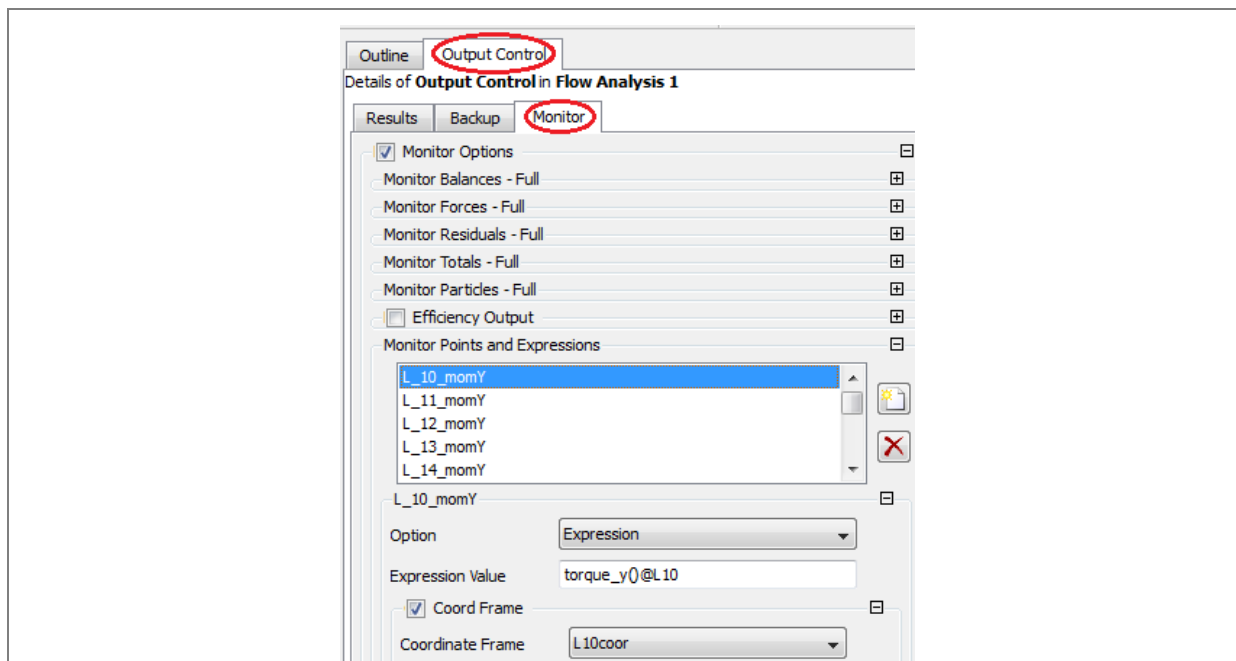 Outline Output Control
Details of Output Control in Flow Analysis 1
Results Backup Monitor
Monitor Options
Monitor Balances - Full
Monitor Forces - Full
Monitor Residuals - Full
Monitor Totals - Full
Monitor Particles - Full
Efficiency Output
Monitor Points and Expressions
L_10_momY
L_11_momY
L_12_momY
L_13_momY
L_14_momY
L_10_momY
Option Expression
Expression Value torque_y()@L10
Coord Frame
Coordinate Frame L10coor